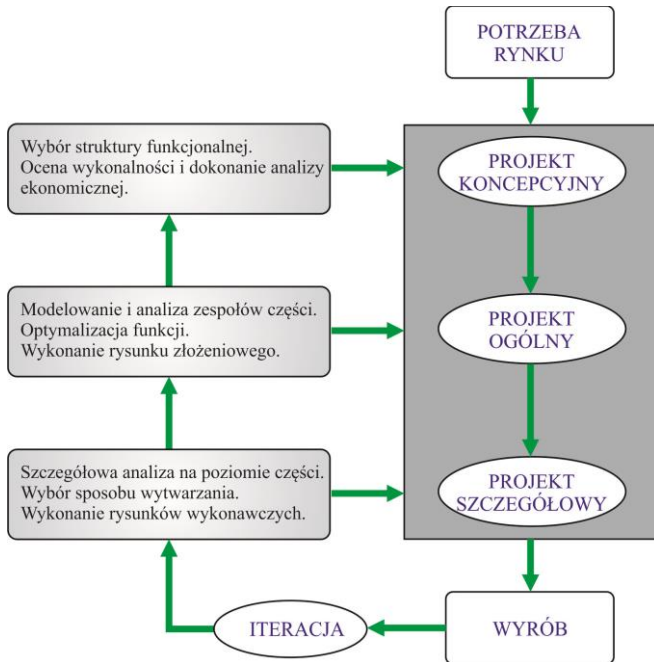 POTRZEBA
RYNKU
Wybór struktury funkcjonalnej.
Ocena wykonalności i dokonanie analizy
ekonomicznej.
PROJEKT
KONCEPCYJNY
Modelowanie i analiza zespołów części.
Optymalizacja funkcji.
Wykonanie rysunku złożeniowego.
PROJEKT
OGÓLNY
Szczegółowa analiza na poziomie części.
Wybór sposobu wytwarzania.
Wykonanie rysunków wykonawczych.
PROJEKT
SZCZEGÓŁOWY
ITERACJA
WYRÓB